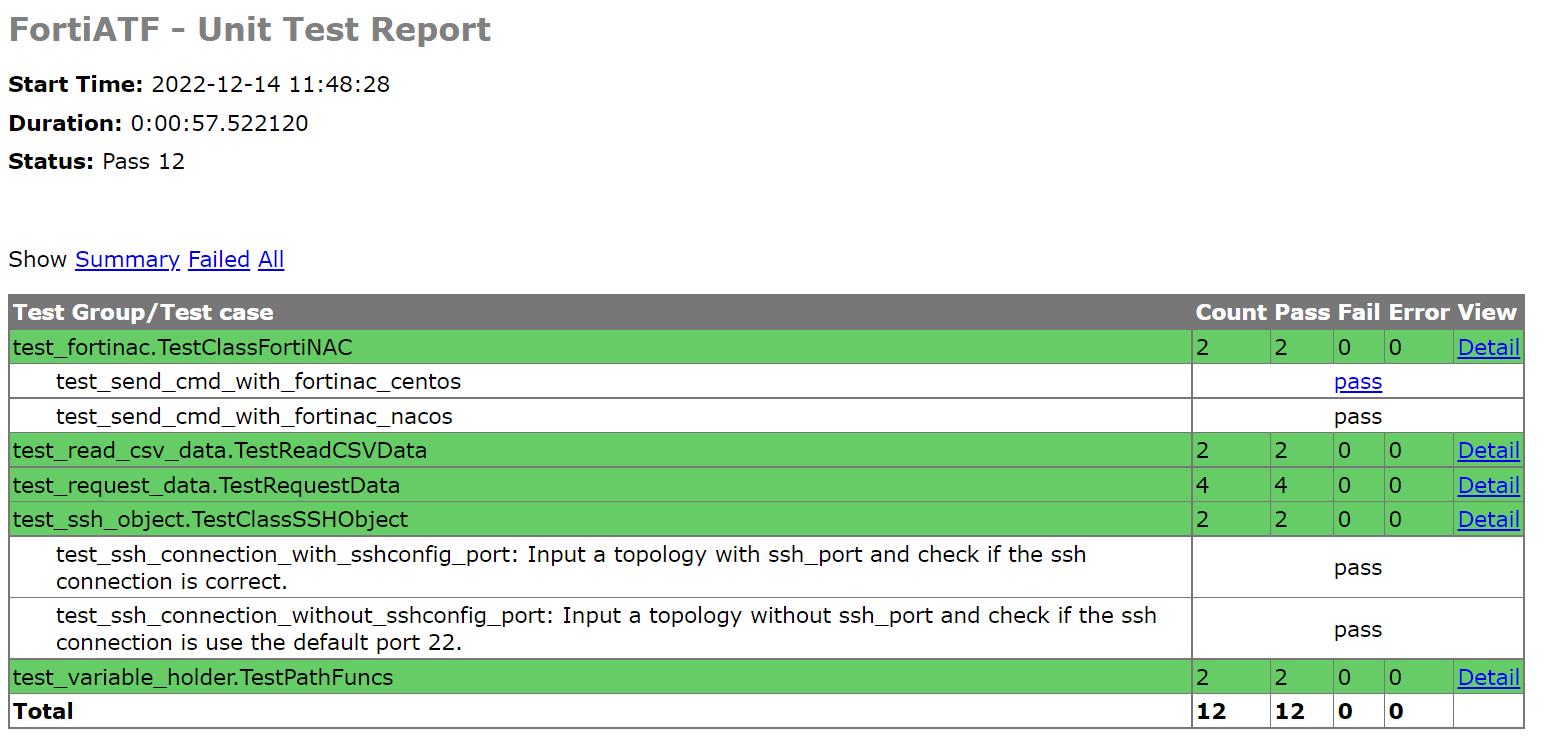 FortiATF - Unit Test Report
Start Time: 2022-12-14 11:48:28
Duration: 0:00:57.522120
Status: Pass 12
Show Summary Failed All
Test Group/Test case Count Pass Fail Error View
test_fortinac.TestClassFortiNAC 2 2 0 0 Detail
test_send_cmd_with_fortinac_centos pass
test_send_cmd_with_fortinac_nacos pass
test_read_csv_data.TestReadCSVData 2 2 0 0 Detail
test_request_data.TestRequestData 4 4 0 0 Detail
test_ssh_object.TestClassSSHObject 2 2 0 0 Detail
test_ssh_connection_with_sshconfig_port: Input a topology with ssh_port and check if the ssh
connection is correct.
pass
test_ssh_connection_without_sshconfig_port: Input a topology without ssh_port and check if the ssh
connection is use the default port 22.
pass
test_variable_holder.TestPathFuncs 2 2 0 0 Detail
Total 12 12 0 0